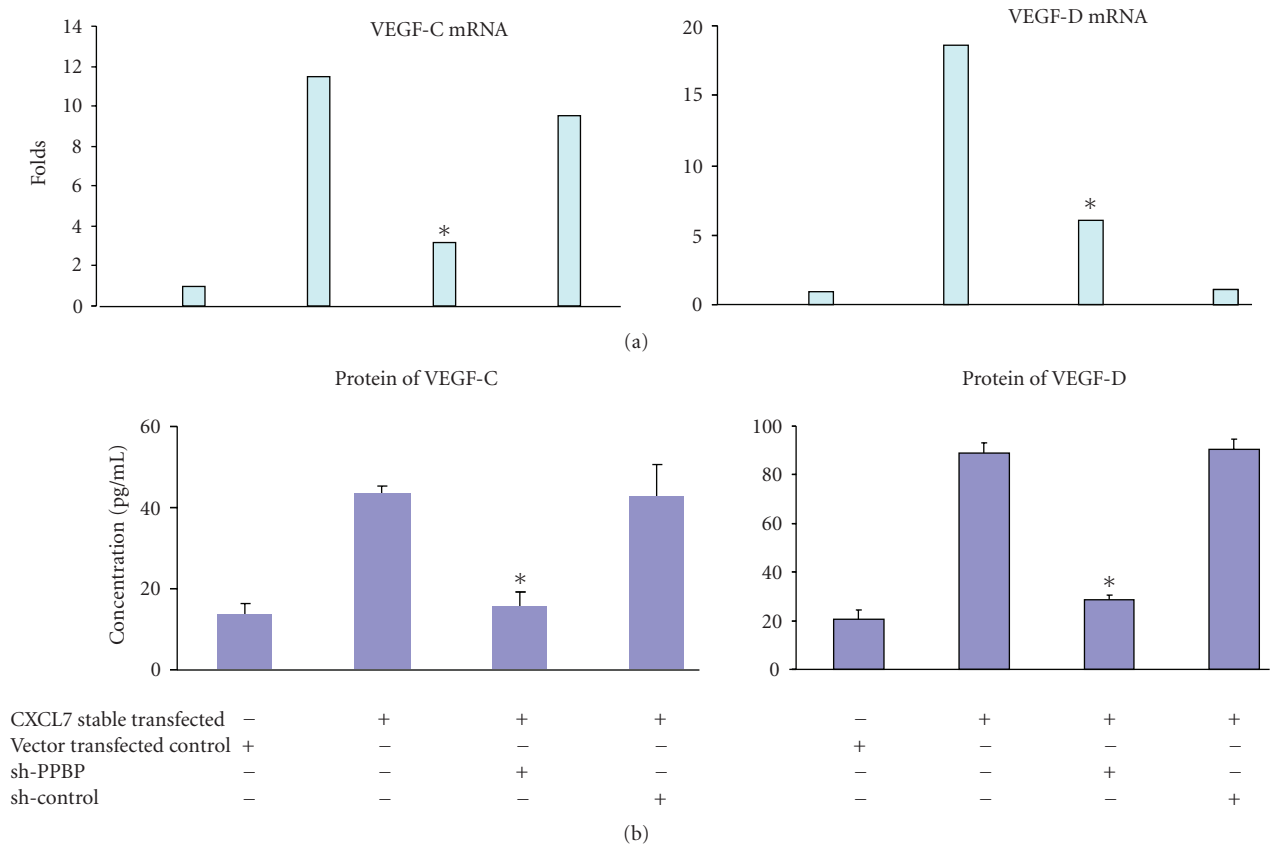 VEGF-C mRNA
Folds
14
12
10
8
6
4
2
0
*
VEGF-D mRNA
20
15
10
5
0
*
(a)
Protein of VEGF-C
Concentration (pg/mL)
60
40
20
0
*
Protein of VEGF-D
100
80
60
40
20
0
*
CXCL7 stable transfected − + + + − + + +
Vector transfected control + − − − + − − −
sh-PPBP − − + − − − + −
sh-control − − − + − − − +
(b)